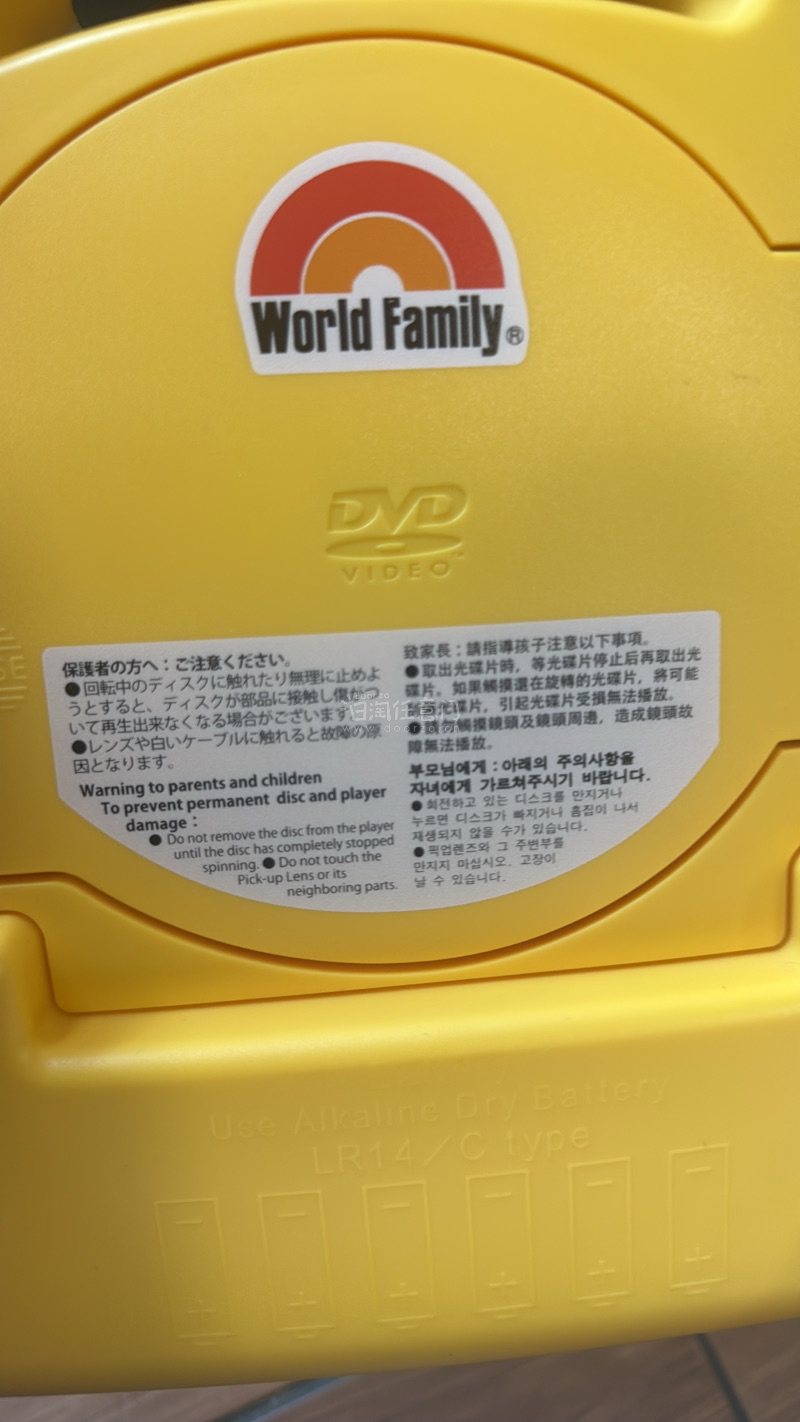 World Family®
DVD
VIDEO™
保護者の方へ：ご注意ください。
●回転中のディスクに触れたり無理に止めよ
うとすると、ディスクが部品に接触し傷がつ
いて再生出来なくなる場合がございます。
●レンズや白いケーブルに触れると故障の原
因となります。
Warning to parents and children
To prevent permanent disc and player
damage：
● Do not remove the disc from the player
until the disc has completely stopped
spinning. ● Do not touch the
Pick-up Lens or its
neighboring parts.
致家長：請指導孩子注意以下事項。
●取出光碟片時，等光碟片停止后再取出光
碟片。如果觸摸還在旋轉的光碟片，將可能
碟片，引起光碟片受損無法播放。
●請勿觸摸鏡頭及鏡頭周邊，造成鏡頭故
障無法播放。
부모님에게 : 아래의 주의사항을
자녀에게 가르쳐주시기 바랍니다.
● 회전하고 있는 디스크를 만지거나
누르면 디스크가 빠지거나 흠집이 나서
재생되지 않을 수가 있습니다.
● 픽업렌즈와 그 주변부를
만지지 마십시오. 고장이
날 수 있습니다.
Use Alkaline Dry Battery
LR14／C type